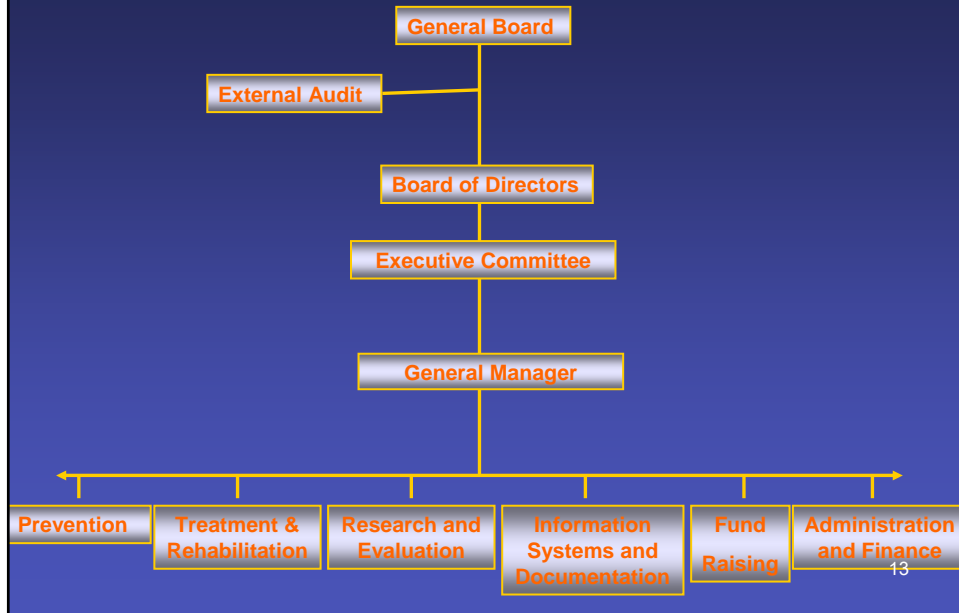 General Board
External Audit
Board of Directors
Executive Committee
General Manager
Prevention
Treatment &
Rehabilitation
Research and
Evaluation
Information
Systems and
Documentation
Fund
Raising
Administration
and Finance
13